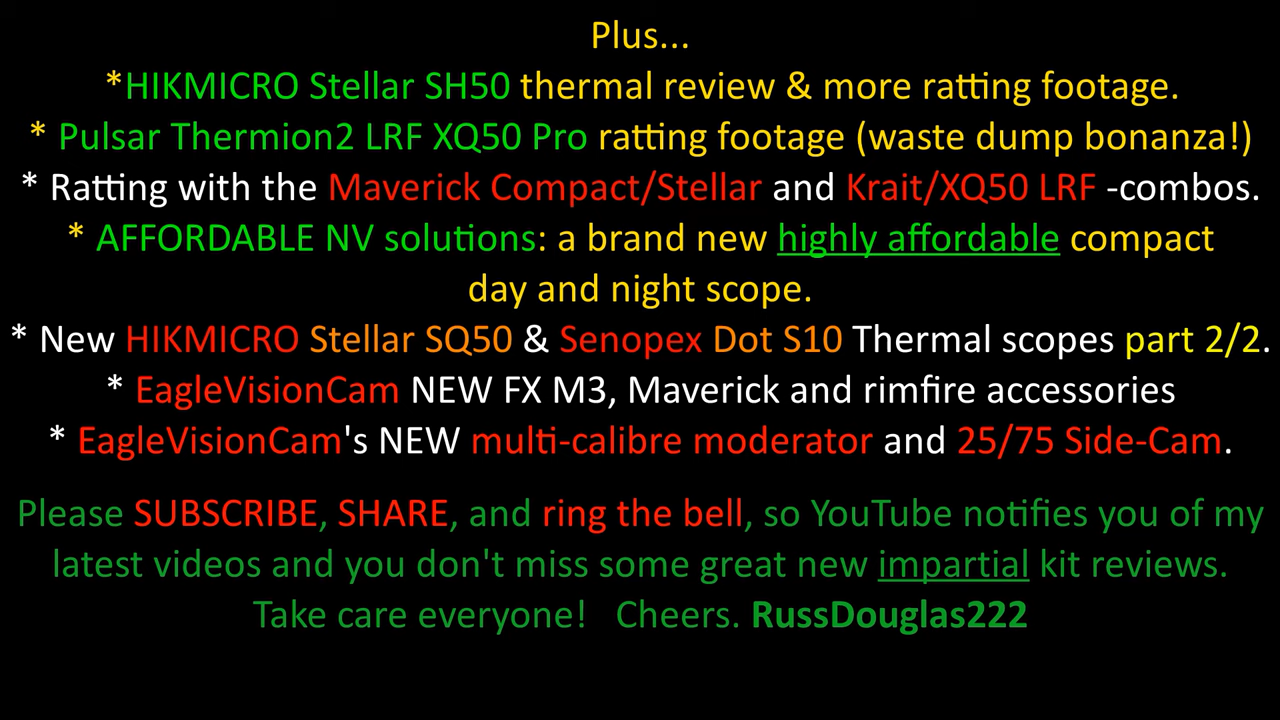 Plus...
*HIKMICRO Stellar SH50 thermal review & more ratting footage.
* Pulsar Thermion2 LRF XQ50 Pro ratting footage (waste dump bonanza!)
* Ratting with the Maverick Compact/Stellar and Krait/XQ50 LRF -combos.
* AFFORDABLE NV solutions: a brand new highly affordable compact
day and night scope.
* New HIKMICRO Stellar SQ50 & Senopex Dot S10 Thermal scopes part 2/2.
* EagleVisionCam NEW FX M3, Maverick and rimfire accessories
* EagleVisionCam's NEW multi-calibre moderator and 25/75 Side-Cam.
Please SUBSCRIBE, SHARE, and ring the bell, so YouTube notifies you of my
latest videos and you don't miss some great new impartial kit reviews.
Take care everyone!   Cheers. RussDouglas222